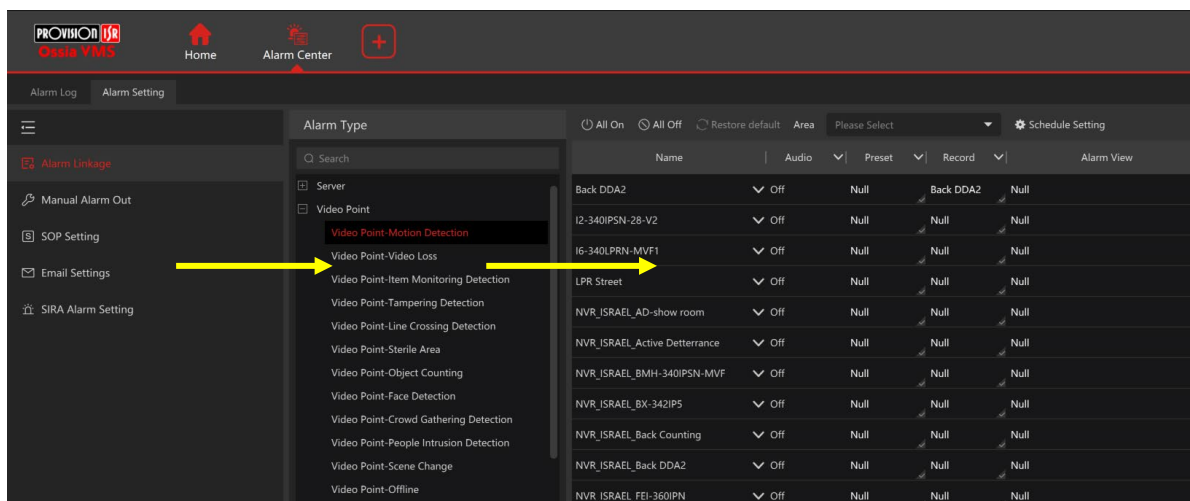 PROVISION ISR
Ossia VMS
Home
Alarm Center
Alarm Log Alarm Setting
Alarm Linkage
Manual Alarm Out
SOP Setting
Email Settings
SIRA Alarm Setting
Alarm Type
Search
Server
Video Point
Video Point-Motion Detection
Video Point-Video Loss
Video Point-Item Monitoring Detection
Video Point-Tampering Detection
Video Point-Line Crossing Detection
Video Point-Sterile Area
Video Point-Object Counting
Video Point-Face Detection
Video Point-Crowd Gathering Detection
Video Point-People Intrusion Detection
Video Point-Scene Change
Video Point-Offline
All On All Off Restore default Area Please Select Schedule Setting
Name Audio Preset Record Alarm View
Back DDA2 Off Null Back DDA2 Null
I2-340IPSN-28-V2 Off Null Null Null
I6-340LPRN-MVF1 Off Null Null Null
LPR Street Off Null Null Null
NVR_ISRAEL_AD-show room Off Null Null Null
NVR_ISRAEL_Active Detterrance Off Null Null Null
NVR_ISRAEL_BMH-340IPSN-MVF Off Null Null Null
NVR_ISRAEL_BX-342IP5 Off Null Null Null
NVR_ISRAEL_Back Counting Off Null Null Null
NVR_ISRAEL_Back DDA2 Off Null Null Null
NVR_ISRAEL_FEI-360IPN Off Null Null Null